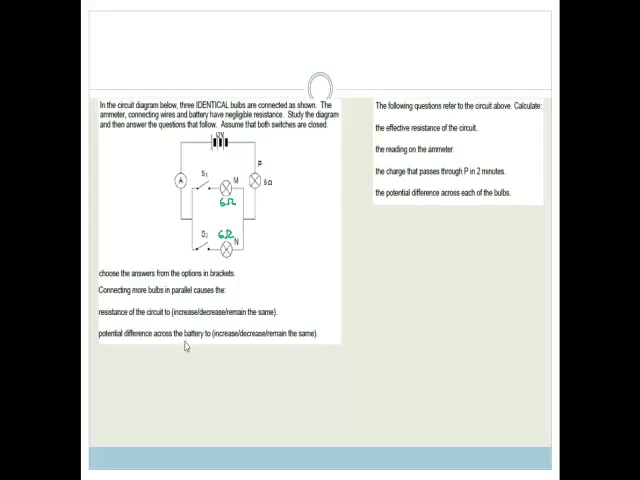 In the circuit diagram below, three IDENTICAL bulbs are connected as shown. The
ammeter, connecting wires and battery have negligible resistance. Study the diagram
and then answer the questions that follow. Assume that both switches are closed.
12V
P
A
6 Ω
S₁
M
6Ω
S₂
6Ω
N
choose the answers from the options in brackets.
Connecting more bulbs in parallel causes the:
resistance of the circuit to (increase/decrease/remain the same).
potential difference across the battery to (increase/decrease/remain the same).
The following questions refer to the circuit above. Calculate:
the effective resistance of the circuit.
the reading on the ammeter.
the charge that passes through P in 2 minutes.
the potential difference across each of the bulbs.